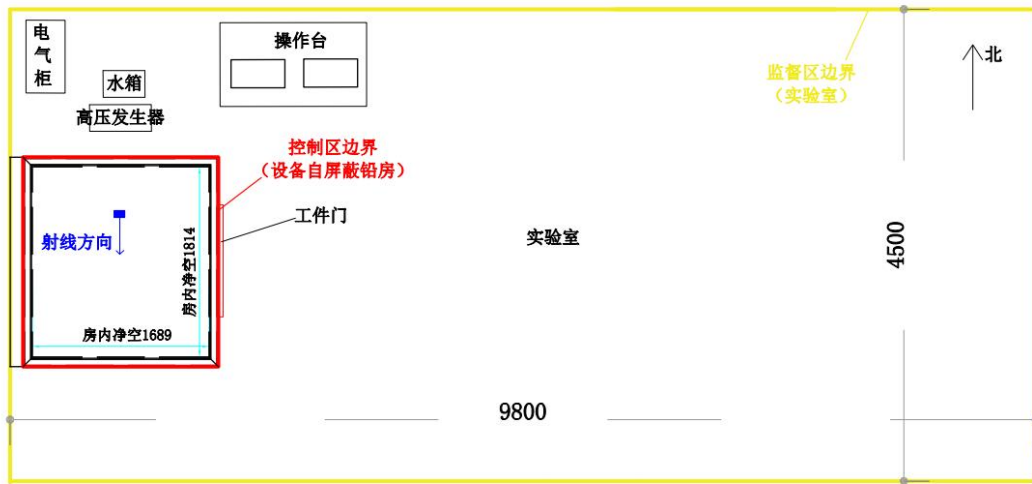 电
气
柜
操作台
水箱
高压发生器
监督区边界
（实验室）
北
控制区边界
（设备自屏蔽铅房）
工件门
射线方向
房内净空1814
房内净空1689
实验室
4500
9800